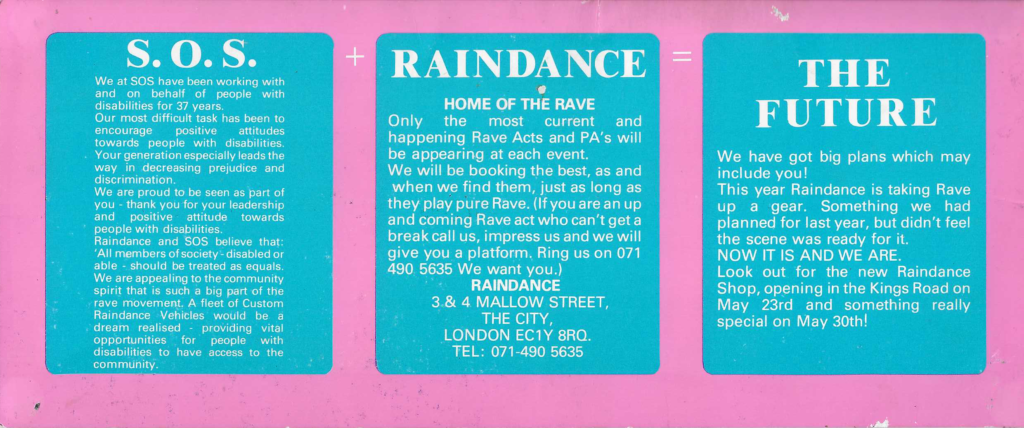 S. O. S.
We at SOS have been working with
and on behalf of people with
disabilities for 37 years.
Our most difficult task has been to
encourage positive attitudes
towards people with disabilities.
Your generation especially leads the
way in decreasing prejudice and
discrimination.
We are proud to be seen as part of
you - thank you for your leadership
and positive attitude towards
people with disabilities.
Raindance and SOS believe that:
'All members of society - disabled or
able - should be treated as equals.
We are appealing to the community
spirit that is such a big part of the
rave movement. A fleet of Custom
Raindance Vehicles would be a
dream realised - providing vital
opportunities for people with
disabilities to have access to the
community.
+
RAINDANCE
HOME OF THE RAVE
Only the most current and
happening Rave Acts and PA's will
be appearing at each event.
We will be booking the best, as and
when we find them, just as long as
they play pure Rave. (If you are an up
and coming Rave act who can't get a
break call us, impress us and we will
give you a platform. Ring us on 071
490 5635 We want you.)
RAINDANCE
3 & 4 MALLOW STREET,
THE CITY,
LONDON EC1Y 8RQ.
TEL: 071-490 5635
=
THE
FUTURE
We have got big plans which may
include you!
This year Raindance is taking Rave
up a gear. Something we had
planned for last year, but didn't feel
the scene was ready for it.
NOW IT IS AND WE ARE.
Look out for the new Raindance
Shop, opening in the Kings Road on
May 23rd and something really
special on May 30th!